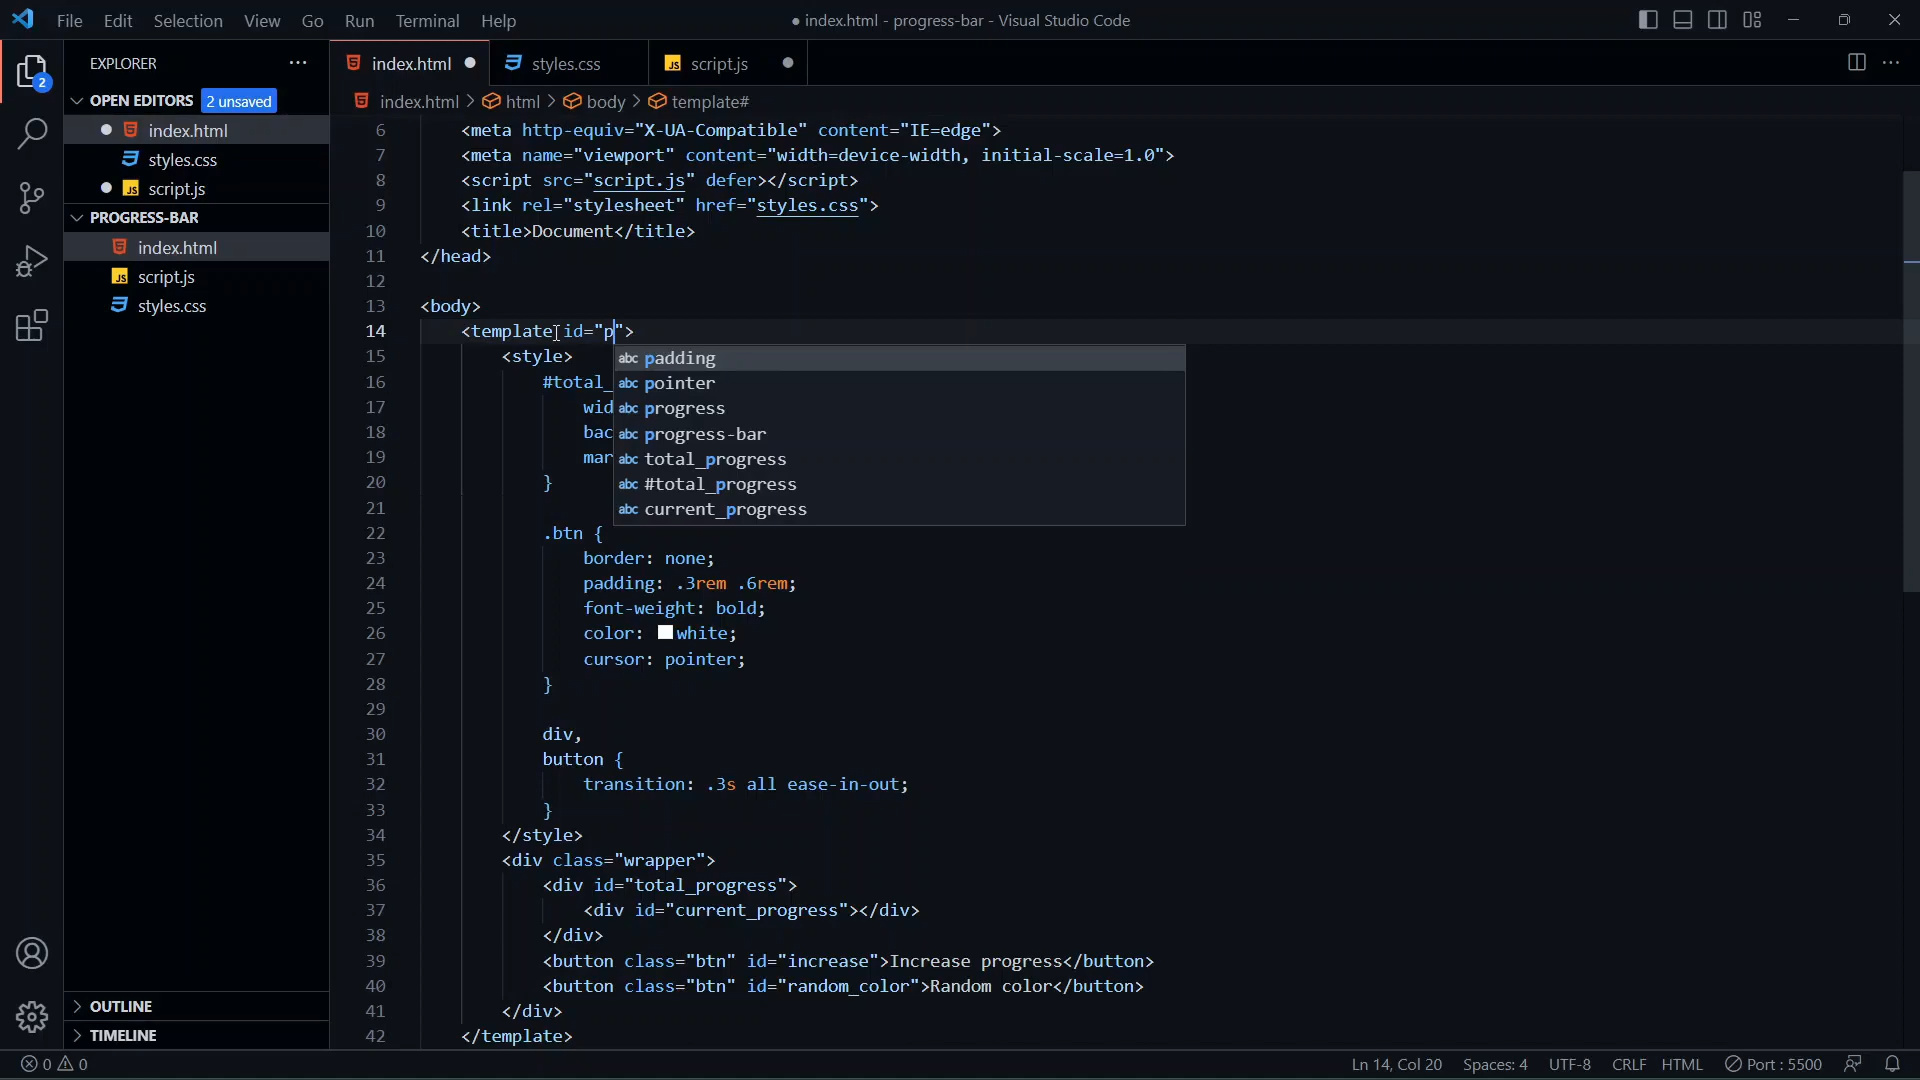 File Edit Selection View Go Run Terminal Help
● index.html - progress-bar - Visual Studio Code
2
EXPLORER
OPEN EDITORS 2 unsaved
index.html
styles.css
script.js
PROGRESS-BAR
index.html
script.js
styles.css
OUTLINE
TIMELINE
index.html styles.css JS script.js
index.html > html > body > template#
6 <meta http-equiv="X-UA-Compatible" content="IE=edge">
7 <meta name="viewport" content="width=device-width, initial-scale=1.0">
8 <script src="script.js" defer></script>
9 <link rel="stylesheet" href="styles.css">
10 <title>Document</title>
11 </head>
12
13 <body>
14 <template id="p">
15 <style>
16 #total_
17 wid
18 bac
19 mar
20 }
21
abc padding
abc pointer
abc progress
abc progress-bar
abc total_progress
abc #total_progress
abc current_progress
22 .btn {
23 border: none;
24 padding: .3rem .6rem;
25 font-weight: bold;
26 color: white;
27 cursor: pointer;
28 }
29
30 div,
31 button {
32 transition: .3s all ease-in-out;
33 }
34 </style>
35 <div class="wrapper">
36 <div id="total_progress">
37 <div id="current_progress"></div>
38 </div>
39 <button class="btn" id="increase">Increase progress</button>
40 <button class="btn" id="random_color">Random color</button>
41 </div>
42 </template>
0 0 Ln 14, Col 20 Spaces: 4 UTF-8 CRLF HTML Port : 5500